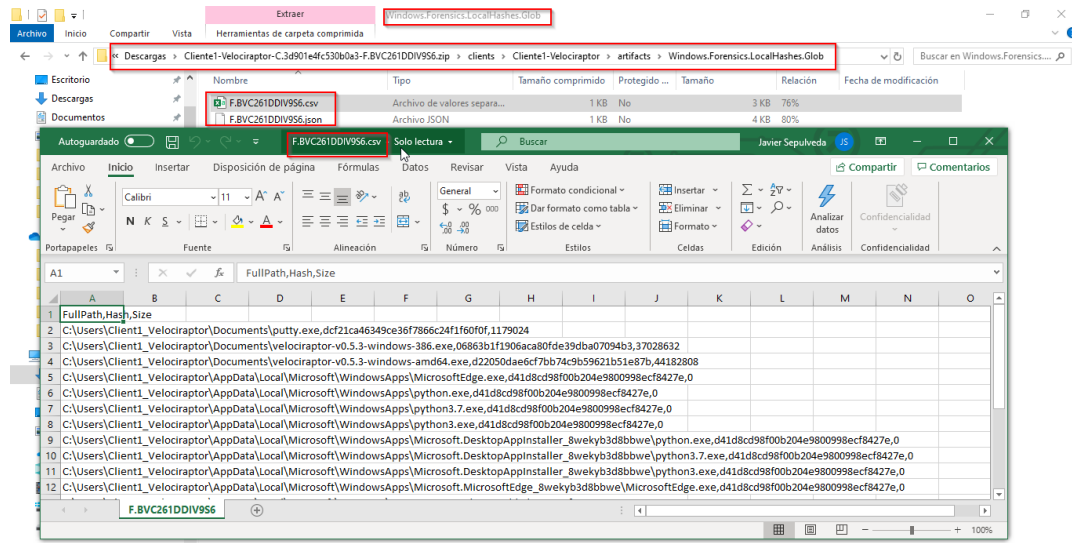 Extraer
Windows.Forensics.LocalHashes.Glob
Archivo Inicio Compartir Vista Herramientas de carpeta comprimida
« Descargas > Cliente1-Velociraptor-C.3d901e4fc530b0a3-F.BVC261DDIV9S6.zip > clients > Cliente1-Velociraptor > artifacts > Windows.Forensics.LocalHashes.Glob
Buscar en Windows.Forensics....
Escritorio
Descargas
Documentos
Nombre Tipo Tamaño comprimido Protegido ... Tamaño Relación Fecha de modificación
F.BVC261DDIV9S6.csv Archivo de valores separa... 1 KB No 3 KB 76%
F.BVC261DDIV9S6.json Archivo JSON 1 KB No 4 KB 80%
Autoguardado F.BVC261DDIV9S6.csv - Solo lectura Buscar Javier Sepulveda JS
Archivo Inicio Insertar Disposición de página Fórmulas Datos Revisar Vista Ayuda Compartir Comentarios
Pegar
Calibri 11 A^ A˅
N K S A
ab
General
$ % 000
Formato condicional
Dar formato como tabla
Estilos de celda
Insertar
Eliminar
Formato
Analizar datos
Confidencialidad
Portapapeles Fuente Alineación Número Estilos Celdas Edición Análisis Confidencialidad
A1 fx FullPath,Hash,Size
A B C D E F G H I J K L M N O
1 FullPath,Hash,Size
2 C:\Users\Client1_Velociraptor\Documents\putty.exe,dcf21ca46349ce36f7866c24f1f60f0f,1179024
3 C:\Users\Client1_Velociraptor\Documents\velociraptor-v0.5.3-windows-386.exe,06863b1f1906aca80fde39dba07094b3,37028632
4 C:\Users\Client1_Velociraptor\Documents\velociraptor-v0.5.3-windows-amd64.exe,d22050dae6cf7bb74c9b59621b51e87b,44182808
5 C:\Users\Client1_Velociraptor\AppData\Local\Microsoft\WindowsApps\MicrosoftEdge.exe,d41d8cd98f00b204e9800998ecf8427e,0
6 C:\Users\Client1_Velociraptor\AppData\Local\Microsoft\WindowsApps\python.exe,d41d8cd98f00b204e9800998ecf8427e,0
7 C:\Users\Client1_Velociraptor\AppData\Local\Microsoft\WindowsApps\python3.7.exe,d41d8cd98f00b204e9800998ecf8427e,0
8 C:\Users\Client1_Velociraptor\AppData\Local\Microsoft\WindowsApps\python3.exe,d41d8cd98f00b204e9800998ecf8427e,0
9 C:\Users\Client1_Velociraptor\AppData\Local\Microsoft\WindowsApps\Microsoft.DesktopAppInstaller_8wekyb3d8bbwe\python.exe,d41d8cd98f00b204e9800998ecf8427e,0
10 C:\Users\Client1_Velociraptor\AppData\Local\Microsoft\WindowsApps\Microsoft.DesktopAppInstaller_8wekyb3d8bbwe\python3.7.exe,d41d8cd98f00b204e9800998ecf8427e,0
11 C:\Users\Client1_Velociraptor\AppData\Local\Microsoft\WindowsApps\Microsoft.DesktopAppInstaller_8wekyb3d8bbwe\python3.exe,d41d8cd98f00b204e9800998ecf8427e,0
12 C:\Users\Client1_Velociraptor\AppData\Local\Microsoft\WindowsApps\Microsoft.MicrosoftEdge_8wekyb3d8bbwe\MicrosoftEdge.exe,d41d8cd98f00b204e9800998ecf8427e,0
F.BVC261DDIV9S6
100%